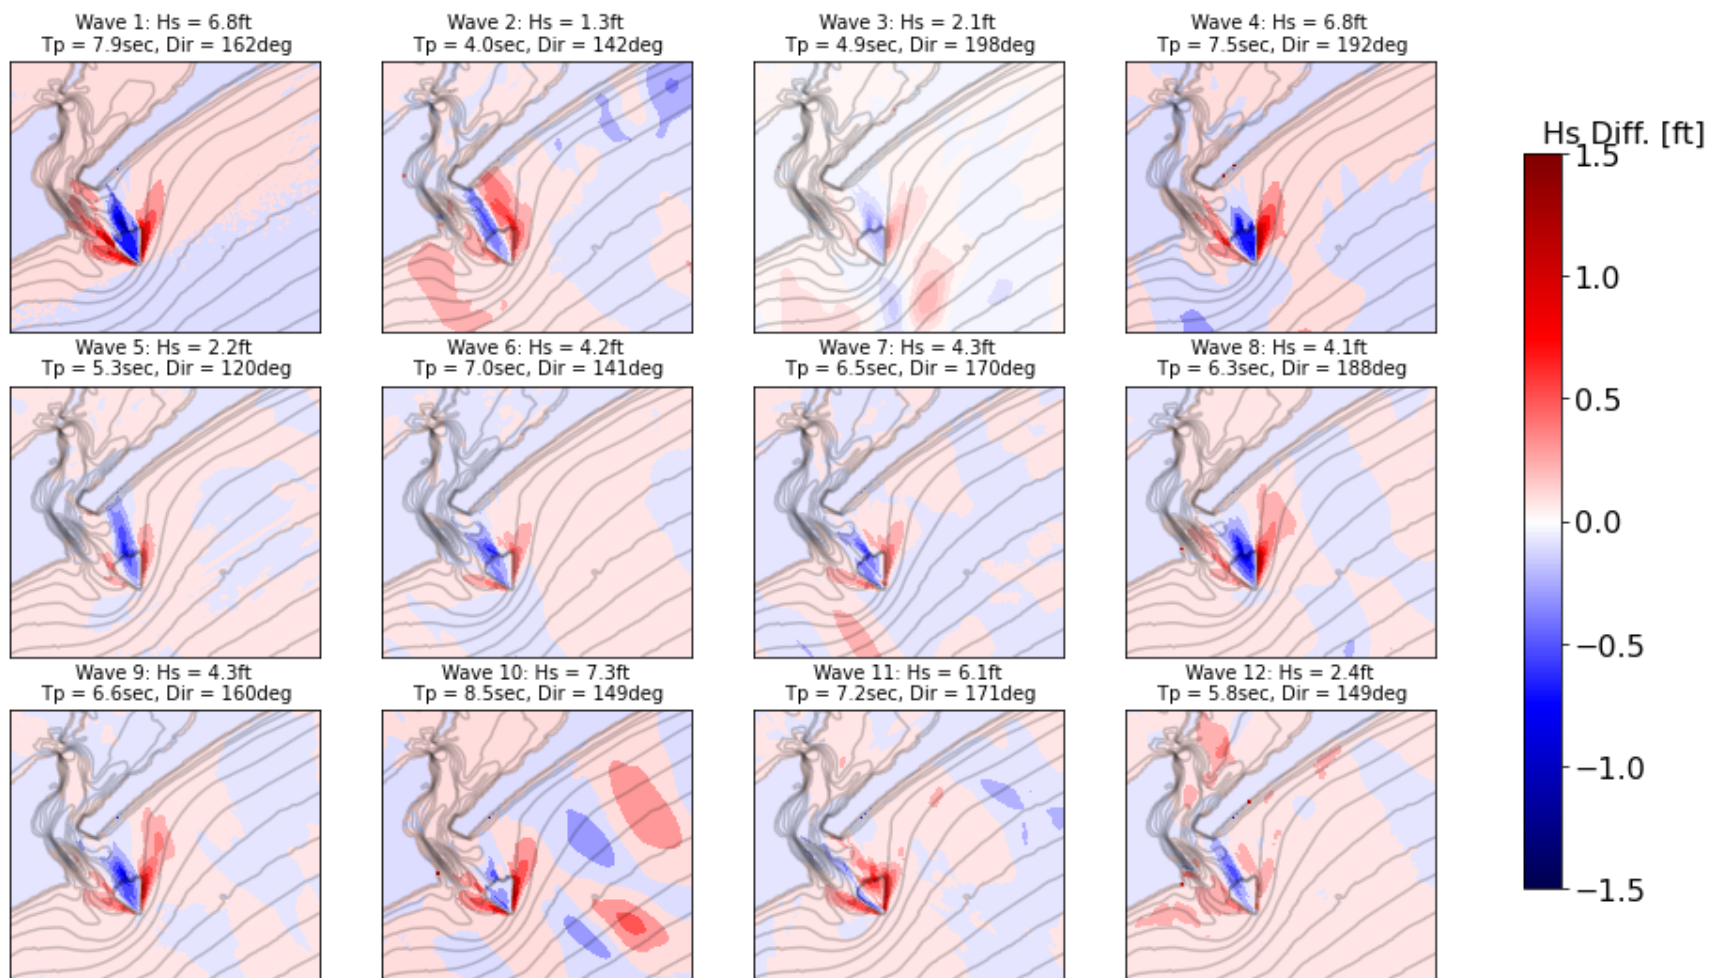 Wave 1: Hs = 6.8ft
Tp = 7.9sec, Dir = 162deg
Wave 2: Hs = 1.3ft
Tp = 4.0sec, Dir = 142deg
Wave 3: Hs = 2.1ft
Tp = 4.9sec, Dir = 198deg
Wave 4: Hs = 6.8ft
Tp = 7.5sec, Dir = 192deg
Wave 5: Hs = 2.2ft
Tp = 5.3sec, Dir = 120deg
Wave 6: Hs = 4.2ft
Tp = 7.0sec, Dir = 141deg
Wave 7: Hs = 4.3ft
Tp = 6.5sec, Dir = 170deg
Wave 8: Hs = 4.1ft
Tp = 6.3sec, Dir = 188deg
Wave 9: Hs = 4.3ft
Tp = 6.6sec, Dir = 160deg
Wave 10: Hs = 7.3ft
Tp = 8.5sec, Dir = 149deg
Wave 11: Hs = 6.1ft
Tp = 7.2sec, Dir = 171deg
Wave 12: Hs = 2.4ft
Tp = 5.8sec, Dir = 149deg
Hs Diff. [ft]
1.5
1.0
0.5
0.0
−0.5
−1.0
−1.5